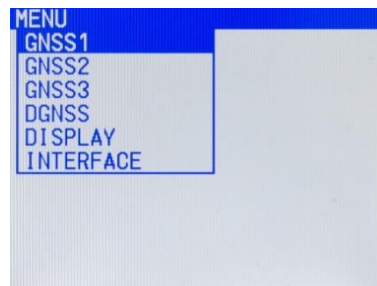 MENU
GNSS1
GNSS2
GNSS3
DGNSS
DISPLAY
INTERFACE